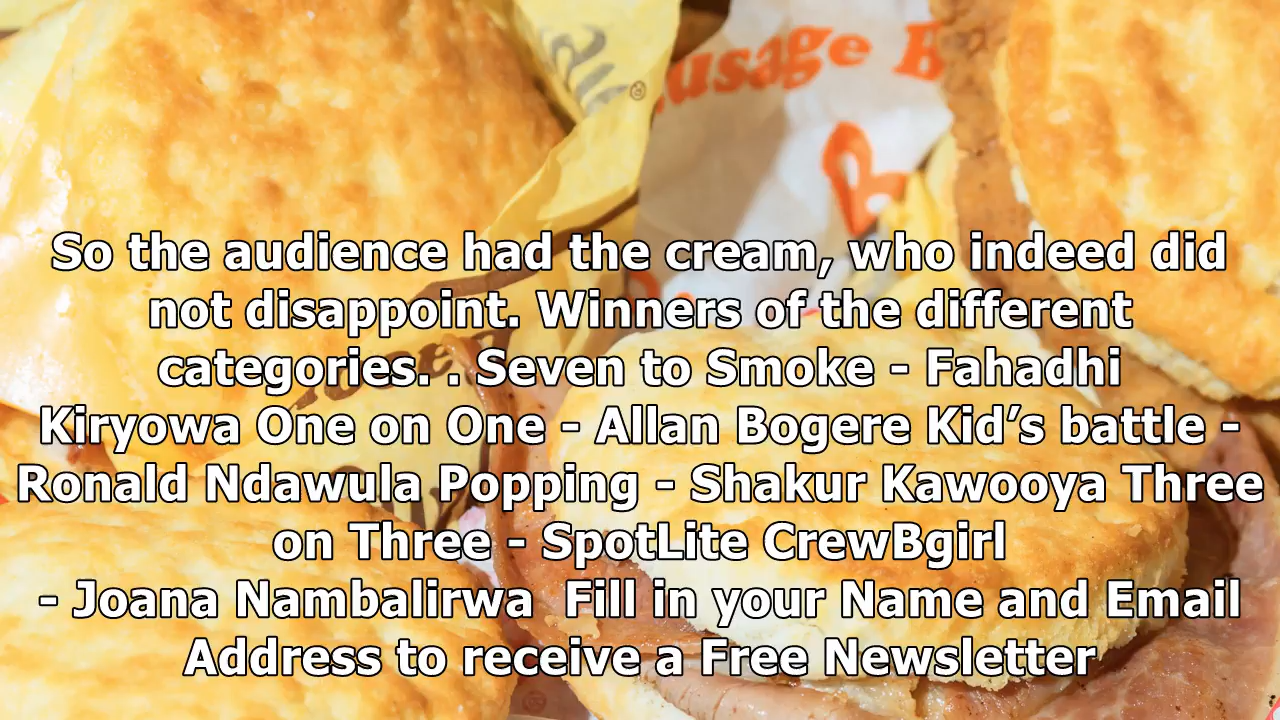 usage B
So the audience had the cream, who indeed did
not disappoint. Winners of the different
categories. . Seven to Smoke - Fahadhi
Kiryowa One on One - Allan Bogere Kid’s battle -
Ronald Ndawula Popping - Shakur Kawooya Three
on Three - SpotLite CrewBgirl
- Joana Nambalirwa  Fill in your Name and Email
Address to receive a Free Newsletter